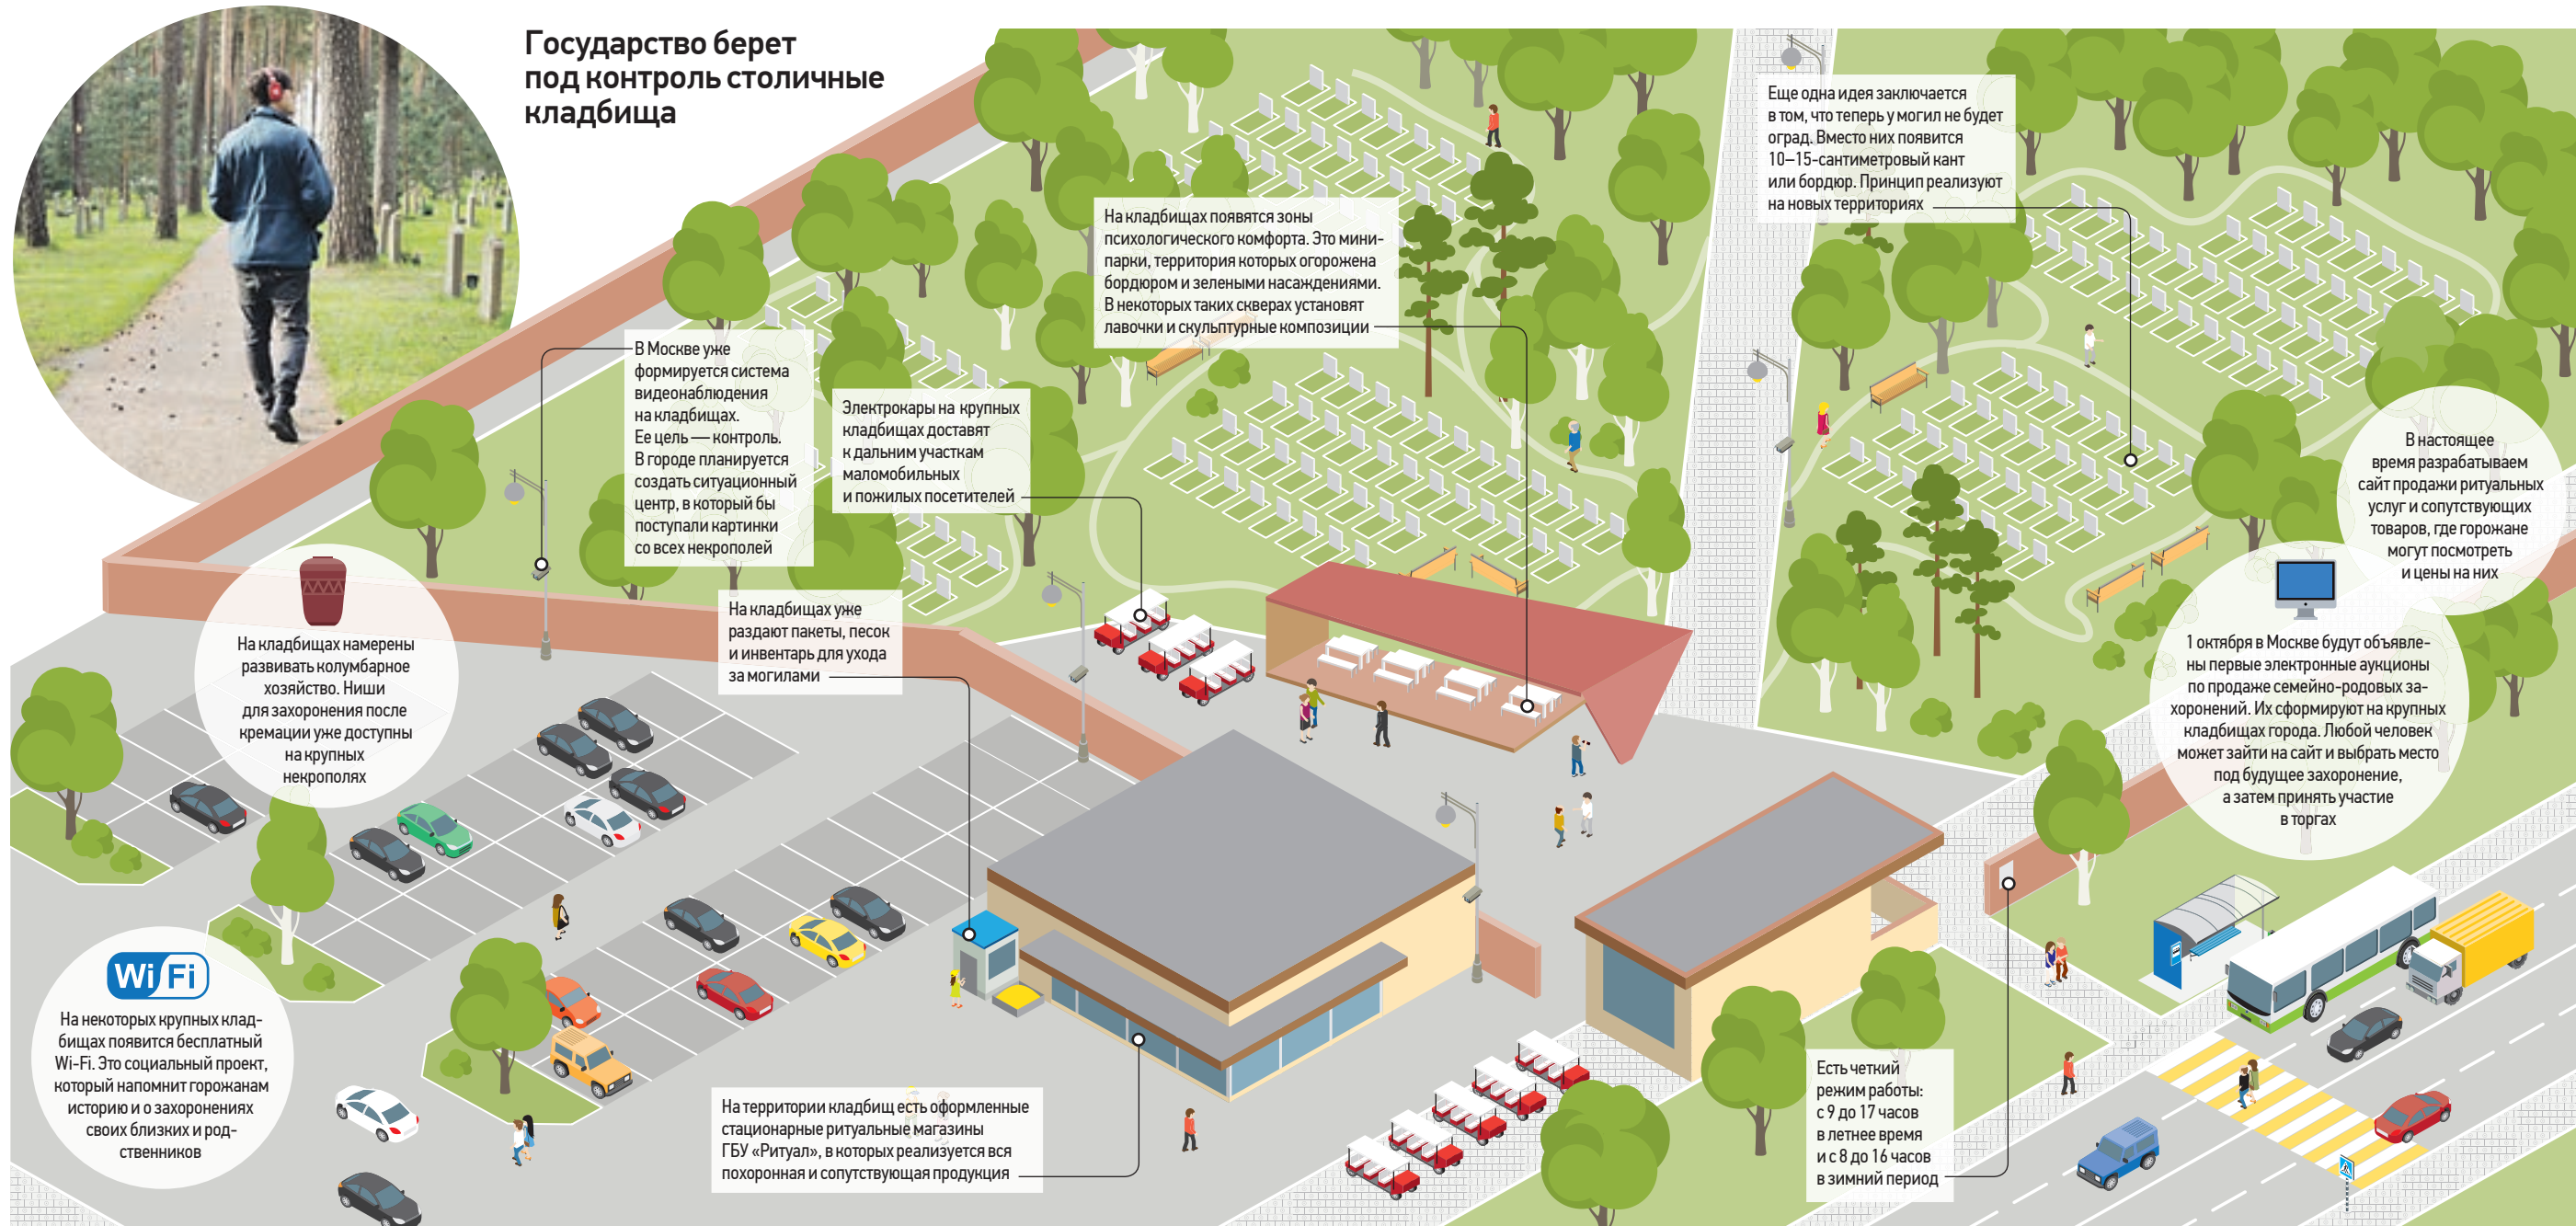 Государство берет
под контроль столичные
кладбища
Еще одна идея заключается
в том, что теперь у могил не будет
оград. Вместо них появится
10–15-сантиметровый кант
или бордюр. Принцип реализуют
на новых территориях
На кладбищах появятся зоны
психологического комфорта. Это мини-
парки, территория которых огорожена
бордюром и зелеными насаждениями.
В некоторых таких скверах установят
лавочки и скульптурные композиции
В Москве уже
формируется система
видеонаблюдения
на кладбищах.
Ее цель — контроль.
В городе планируется
создать ситуационный
центр, в который бы
поступали картинки
со всех некрополей
Электрокары на крупных
кладбищах доставят
к дальним участкам
маломобильных
и пожилых посетителей
В настоящее
время разрабатываем
сайт продажи ритуальных
услуг и сопутствующих
товаров, где горожане
могут посмотреть
и цены на них
На кладбищах уже
раздают пакеты, песок
и инвентарь для ухода
за могилами
На кладбищах намерены
развивать колумбарное
хозяйство. Ниши
для захоронения после
кремации уже доступны
на крупных
некрополях
1 октября в Москве будут объявле-
ны первые электронные аукционы
по продаже семейно-родовых за-
хоронений. Их сформируют на крупных
кладбищах города. Любой человек
может зайти на сайт и выбрать место
под будущее захоронение,
а затем принять участие
в торгах
Wi Fi
На некоторых крупных клад-
бищах появится бесплатный
Wi-Fi. Это социальный проект,
который напомнит горожанам
историю и о захоронениях
своих близких и род-
ственников
На территории кладбищ есть оформленные
стационарные ритуальные магазины
ГБУ «Ритуал», в которых реализуется вся
похоронная и сопутствующая продукция
Есть четкий
режим работы:
с 9 до 17 часов
в летнее время
и с 8 до 16 часов
в зимний период